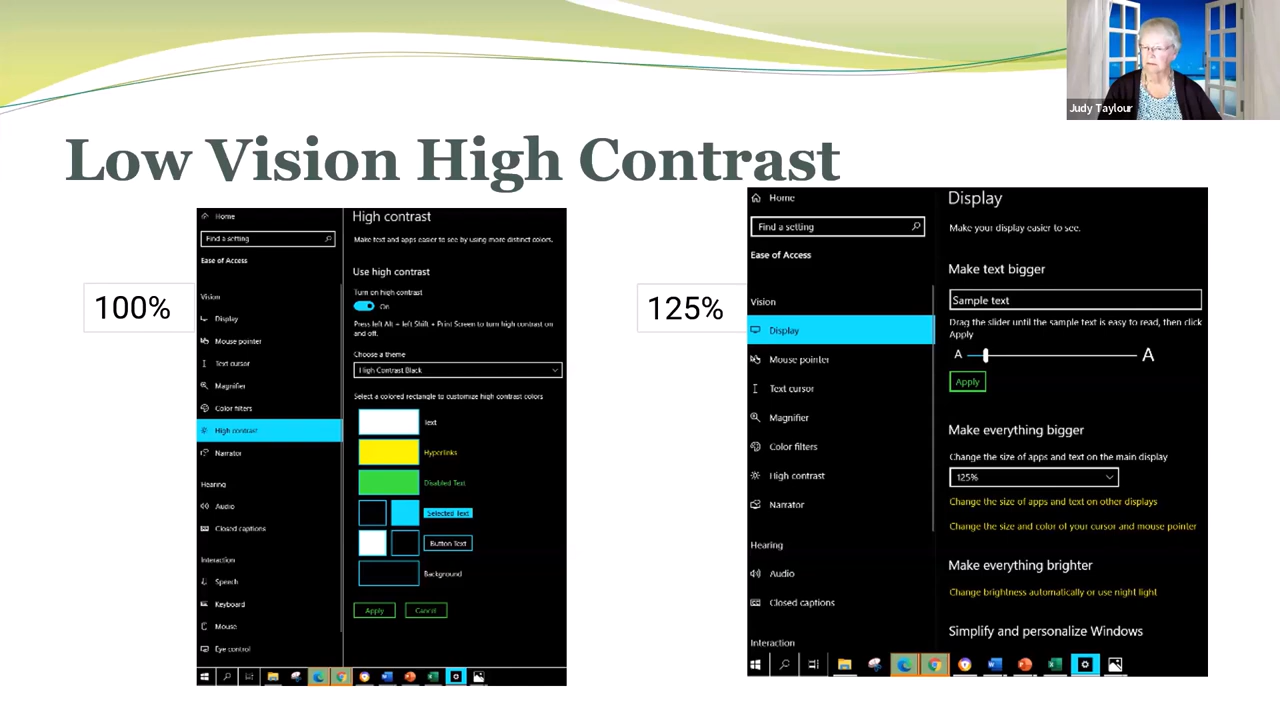 Judy Taylour
Low Vision High Contrast
100%
Home
Find a setting
Ease of Access
Vision
Display
Mouse pointer
Text cursor
Magnifier
Color filters
High contrast
Narrator
Hearing
Audio
Closed captions
Interaction
Speech
Keyboard
Mouse
Eye control
High contrast
Make text and apps easier to see by using more distinct colors.
Use high contrast
Turn on high contrast
On
Press left Alt + left Shift + Print Screen to turn high contrast on
and off.
Choose a theme
High Contrast Black
Select a colored rectangle to customize high contrast colors
Text
Hyperlinks
Disabled Text
Selected Text
Button Text
Background
Apply Cancel
125%
Home
Find a setting
Ease of Access
Vision
Display
Mouse pointer
Text cursor
Magnifier
Color filters
High contrast
Narrator
Hearing
Audio
Closed captions
Interaction
Display
Make your display easier to see.
Make text bigger
Sample text
Drag the slider until the sample text is easy to read, then click
Apply
A A
Apply
Make everything bigger
Change the size of apps and text on the main display
125%
Change the size of apps and text on other displays
Change the size and color of your cursor and mouse pointer
Make everything brighter
Change brightness automatically or use night light
Simplify and personalize Windows